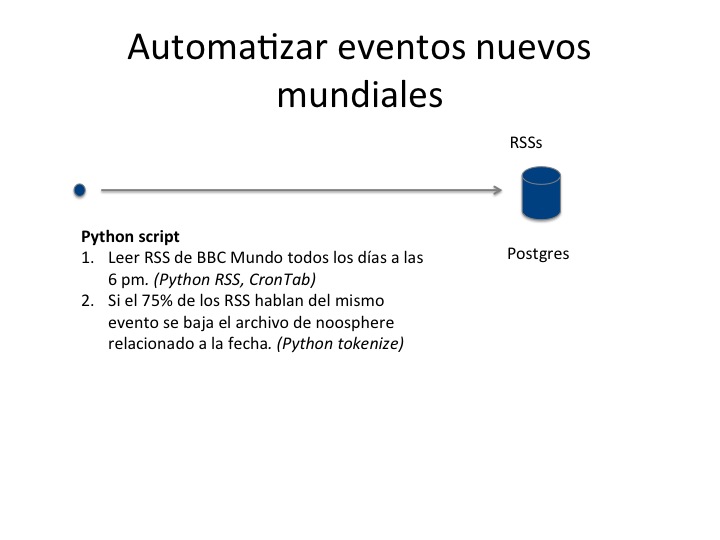 Automatizar eventos nuevos
mundiales
RSSs
Python script
1. Leer RSS de BBC Mundo todos los días a las
6 pm. (Python RSS, CronTab)
2. Si el 75% de los RSS hablan del mismo
evento se baja el archivo de noosphere
relacionado a la fecha. (Python tokenize)
Postgres